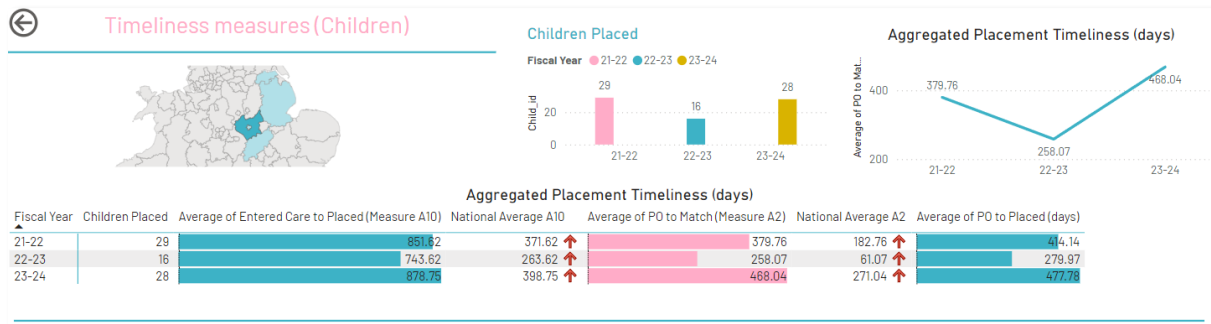 Timeliness measures (Children)
Children Placed
Fiscal Year 21-22 22-23 23-24
Child_id
20
0
29
16
28
21-22
22-23
23-24
Aggregated Placement Timeliness (days)
Average of PO to Mat...
400
200
379.76
258.07
468.04
21-22
22-23
23-24
Aggregated Placement Timeliness (days)
Fiscal Year Children Placed Average of Entered Care to Placed (Measure A10) National Average A10 Average of PO to Match (Measure A2) National Average A2 Average of PO to Placed (days)
21-22 29 851.62 371.62 379.76 182.76 414.14
22-23 16 743.62 263.62 258.07 61.07 279.97
23-24 28 878.75 398.75 468.04 271.04 477.78